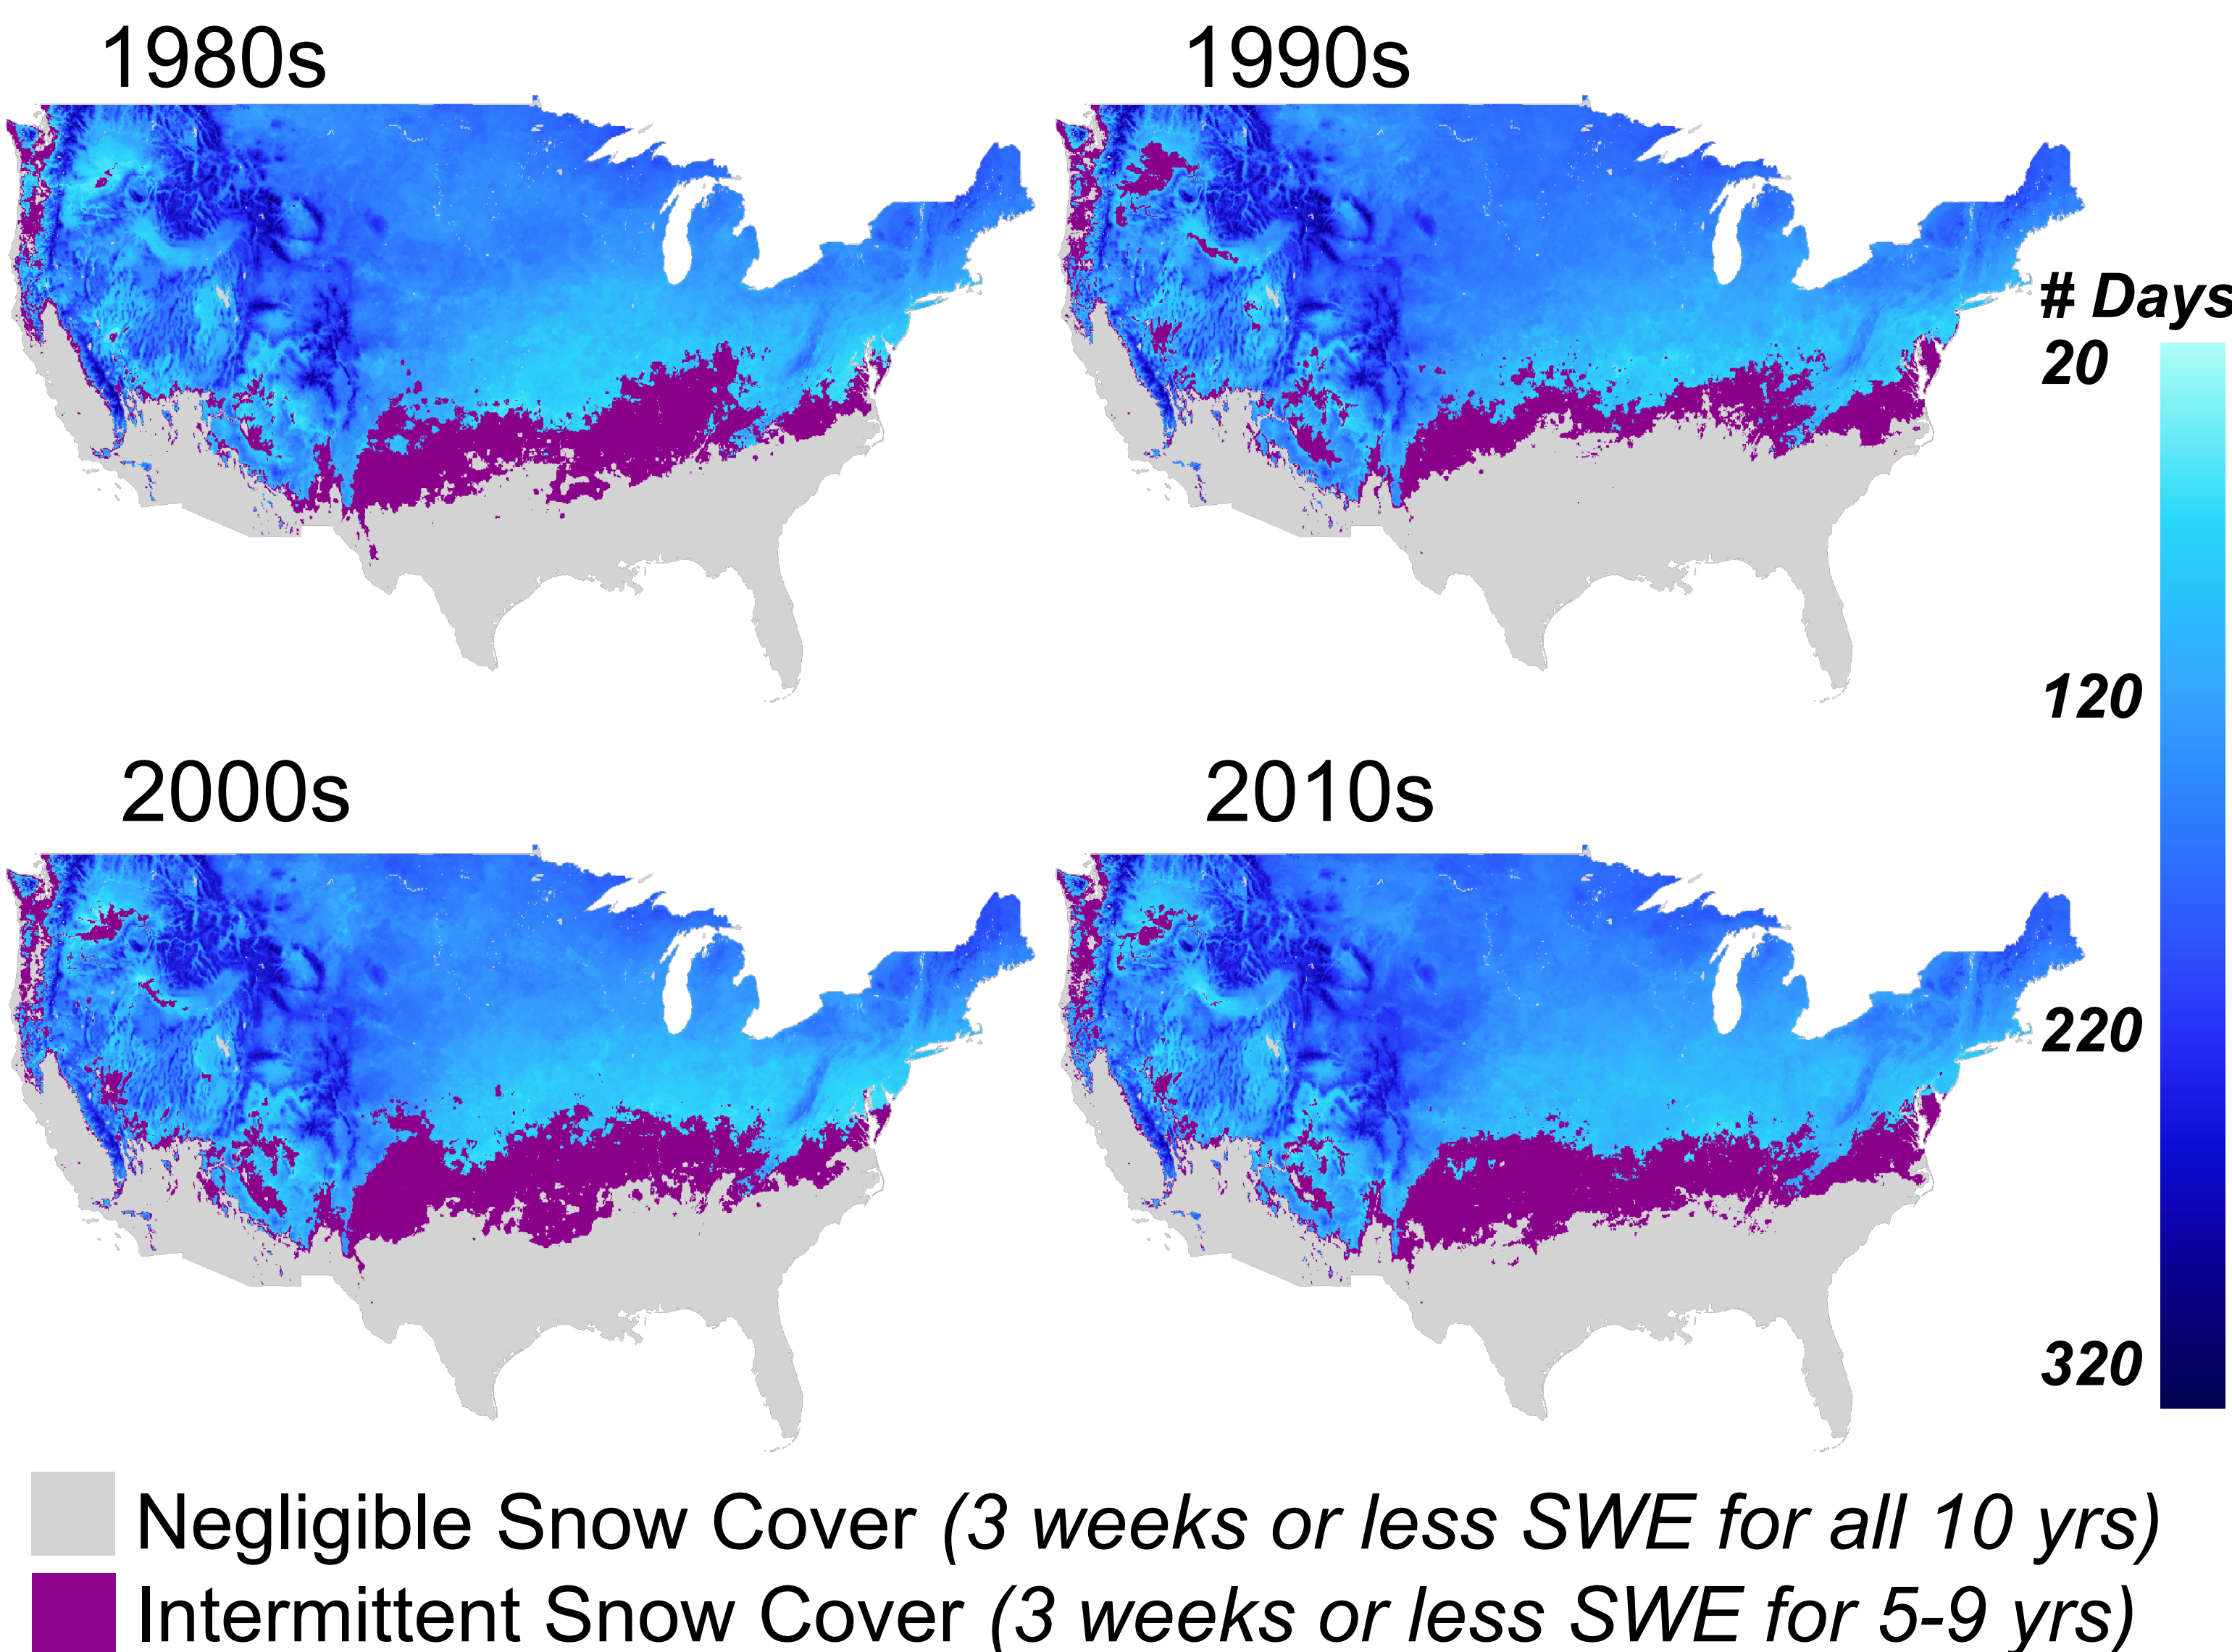 1980s
1990s
# Days
20
120
2000s
2010s
220
320
Negligible Snow Cover (3 weeks or less SWE for all 10 yrs)
Intermittent Snow Cover (3 weeks or less SWE for 5-9 yrs)